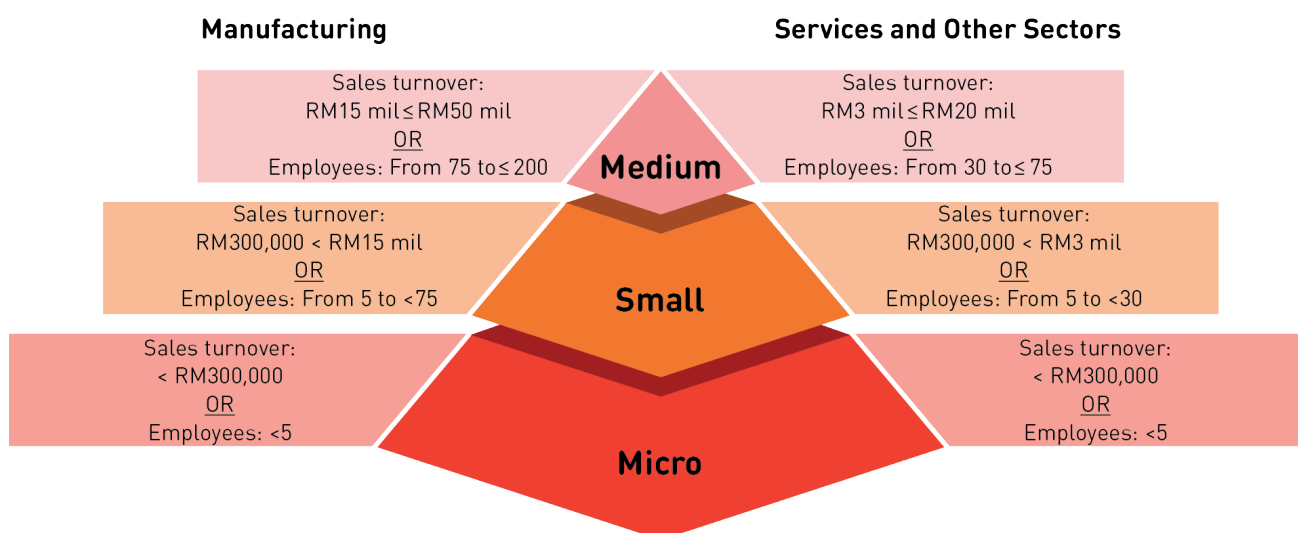 Manufacturing
Services and Other Sectors
Sales turnover:
RM15 mil≤RM50 mil
OR
Employees: From 75 to≤200
Medium
Sales turnover:
RM3 mil≤RM20 mil
OR
Employees: From 30 to≤75
Sales turnover:
RM300,000 < RM15 mil
OR
Employees: From 5 to <75
Small
Sales turnover:
RM300,000 < RM3 mil
OR
Employees: From 5 to <30
Sales turnover:
< RM300,000
OR
Employees: <5
Micro
Sales turnover:
< RM300,000
OR
Employees: <5